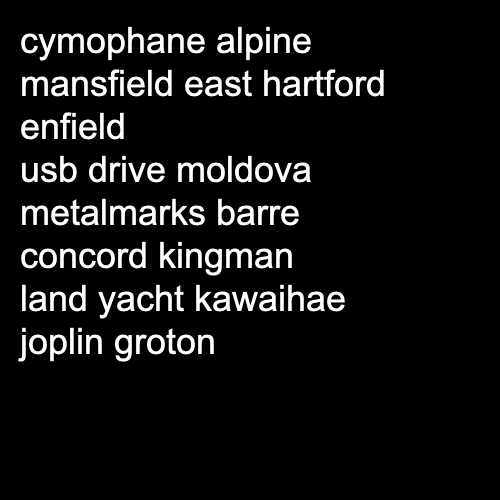 cymophane alpine
mansfield east hartford
enfield
usb drive moldova
metalmarks barre
concord kingman
land yacht kawaihae
joplin groton